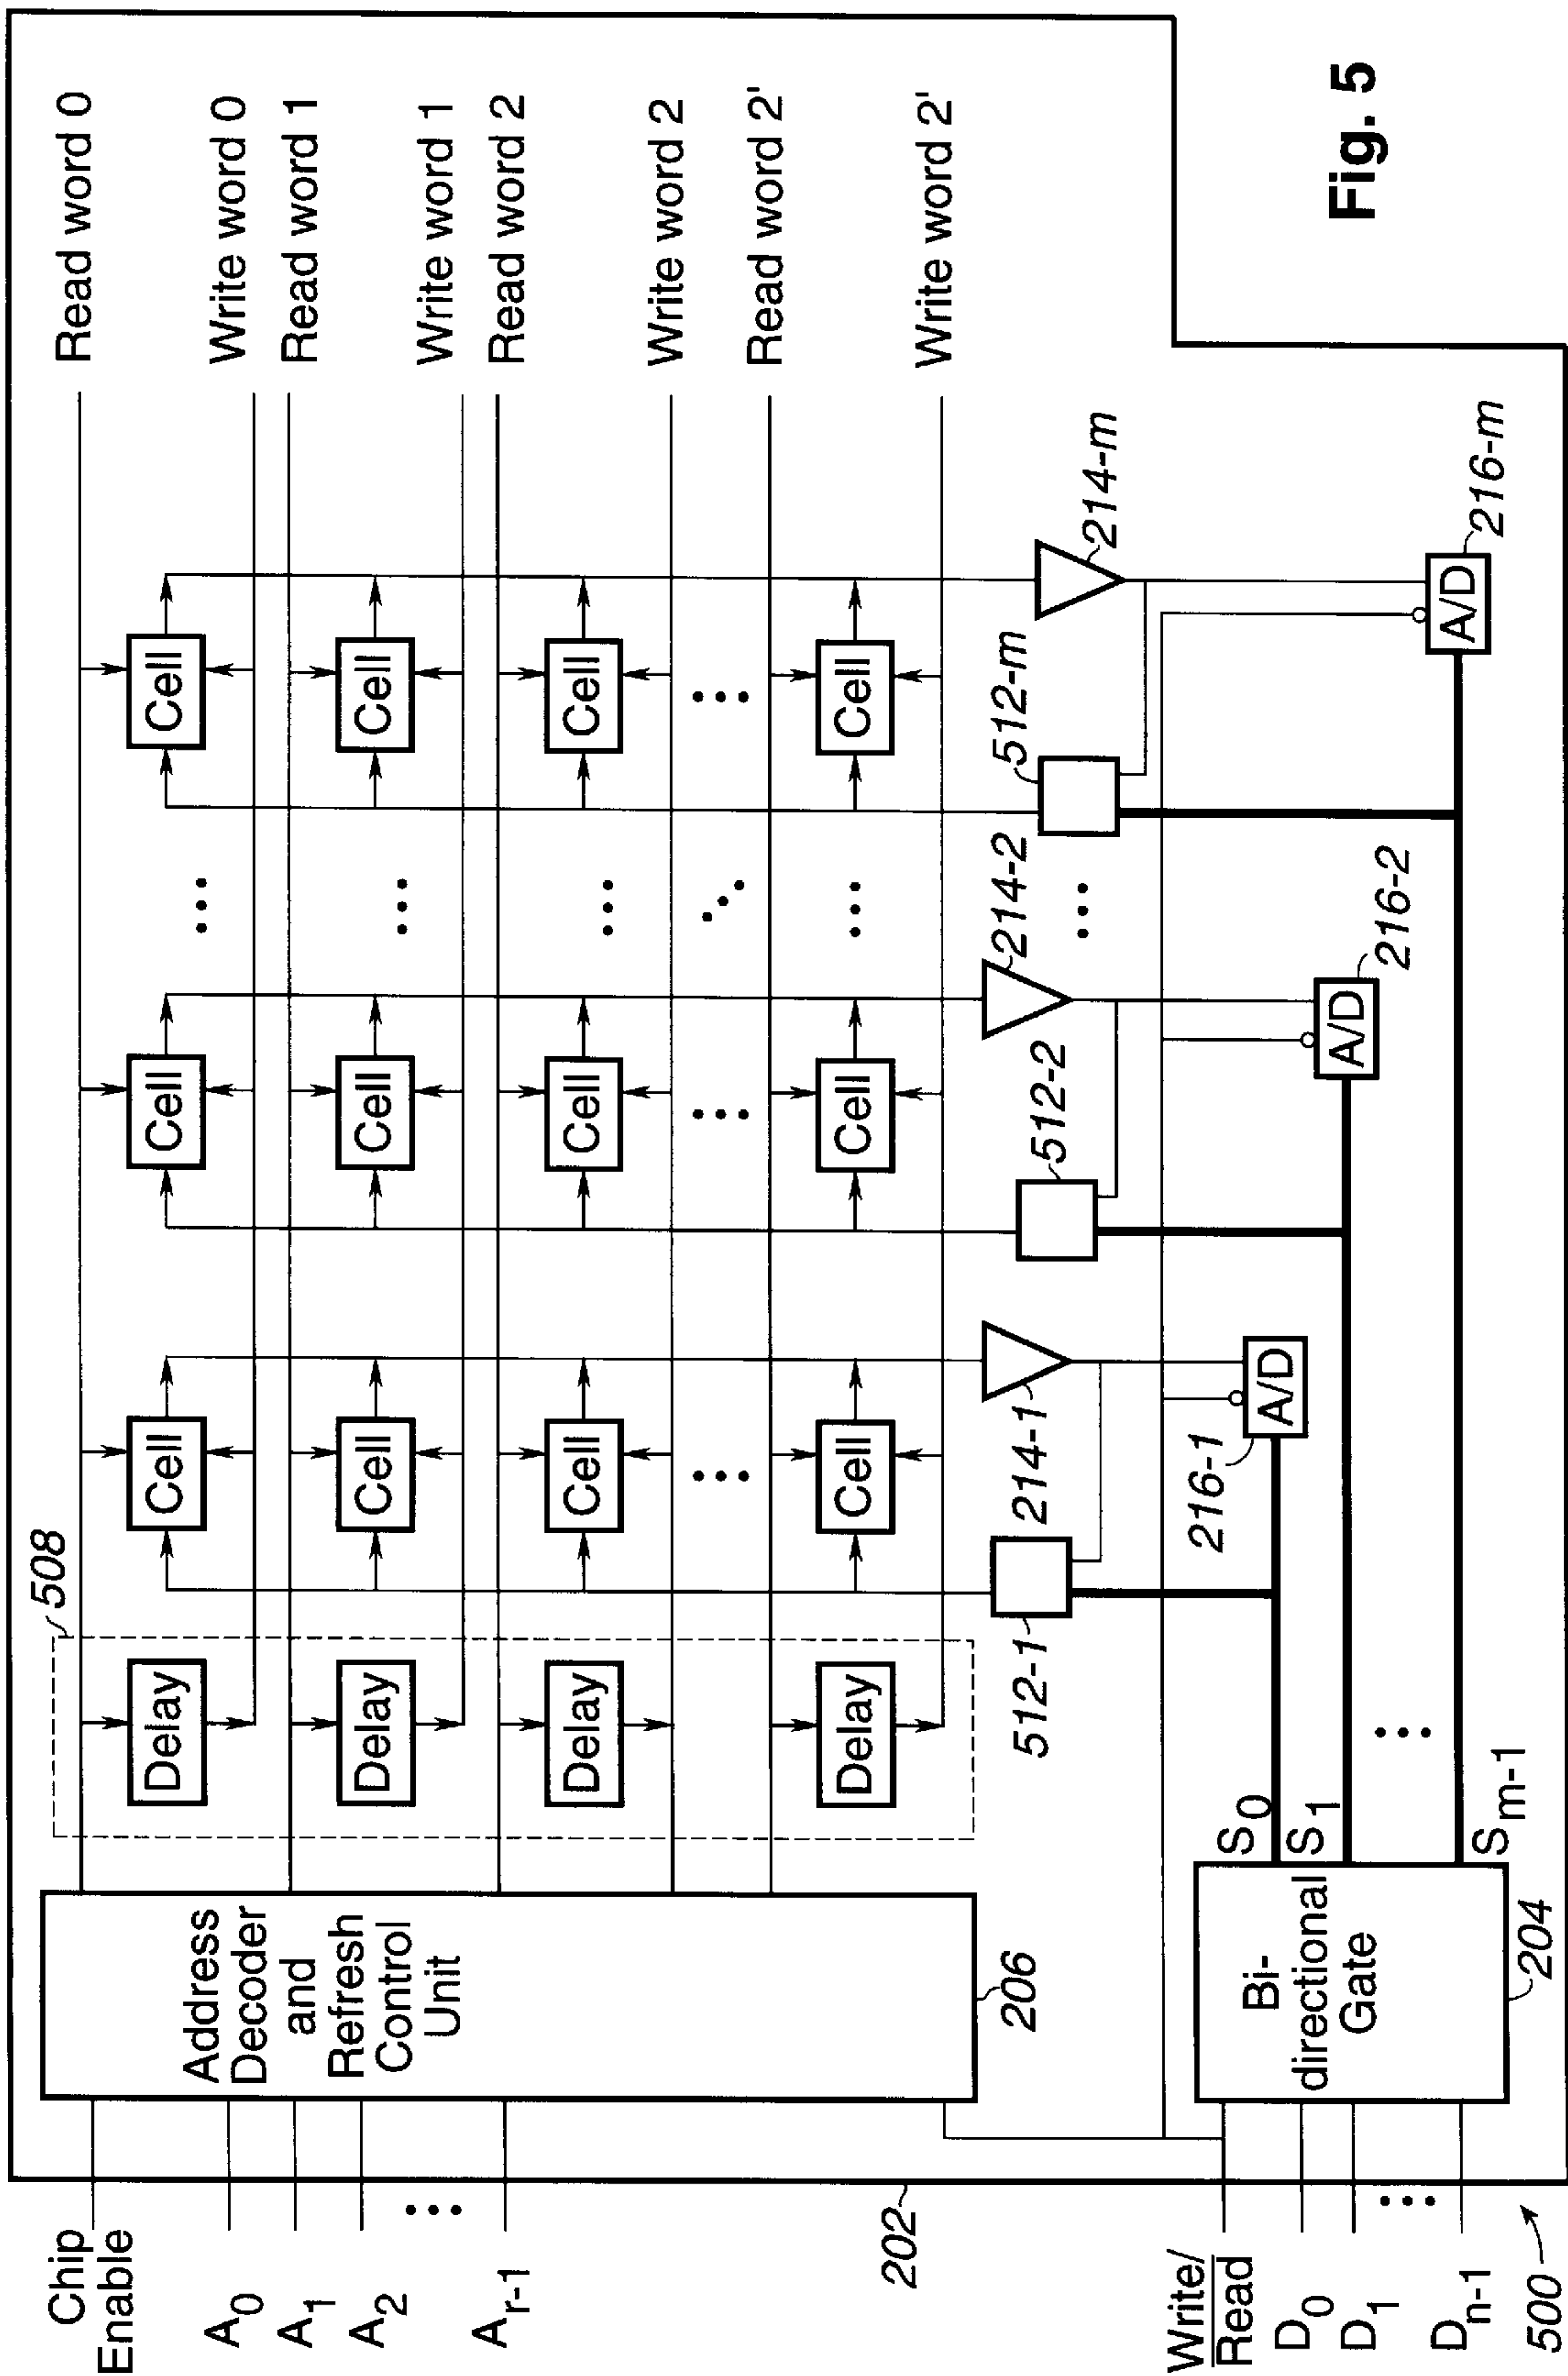 Chip
Enable
A0
A1
A2
...
Ar-1
202
Address
Decoder
and
Refresh
Control
Unit
206
508
Delay
Delay
Delay
Delay
Cell
Cell
...
Cell
Read word 0
Write word 0
Cell
Cell
...
Cell
Read word 1
Write word 1
Cell
Cell
...
Cell
Read word 2
Write word 2
...
...
...
Cell
Cell
...
Cell
Read word 2'
Write word 2'
512-1
214-1
512-2
214-2
...
512-m
214-m
216-1
A/D
A/D
216-2
A/D
216-m
Write/
Read
D0
D1
...
Dn-1
Bi-
directional
Gate
204
S0
S1
...
Sm-1
500
Fig. 5